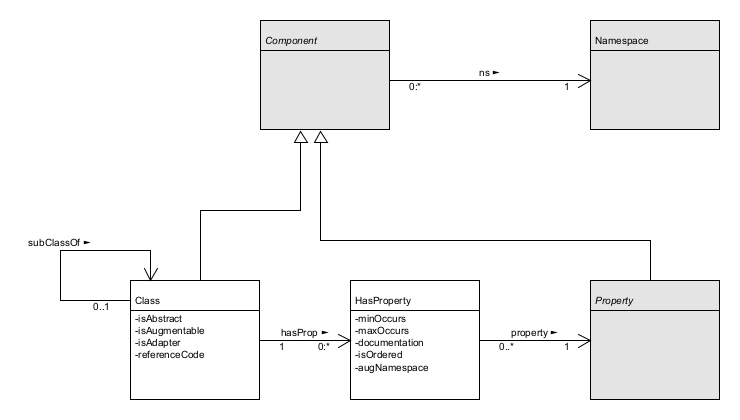 Component
Namespace
ns ►
0:*
1
subClassOf ►
0..1
Class
-isAbstract
-isAugmentable
-isAdapter
-referenceCode
hasProp ►
1
0:*
HasProperty
-minOccurs
-maxOccurs
-documentation
-isOrdered
-augNamespace
property ►
0..*
1
Property